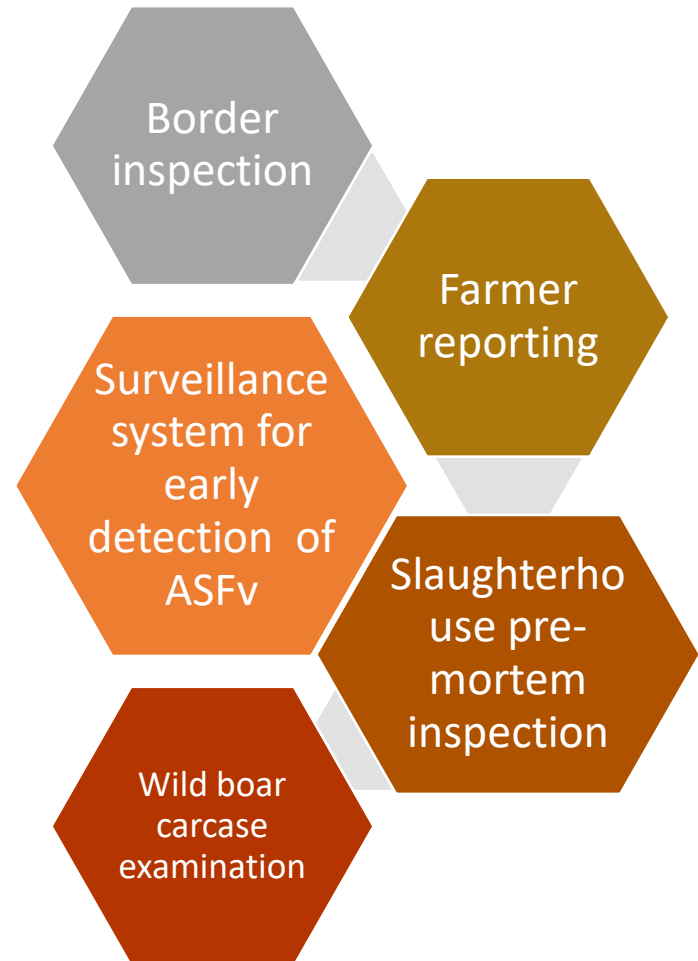 Border
inspection
Farmer
reporting
Surveillance
system for
early
detection  of
ASFv
Slaughterho
use pre-
mortem
inspection
Wild boar
carcase
examination